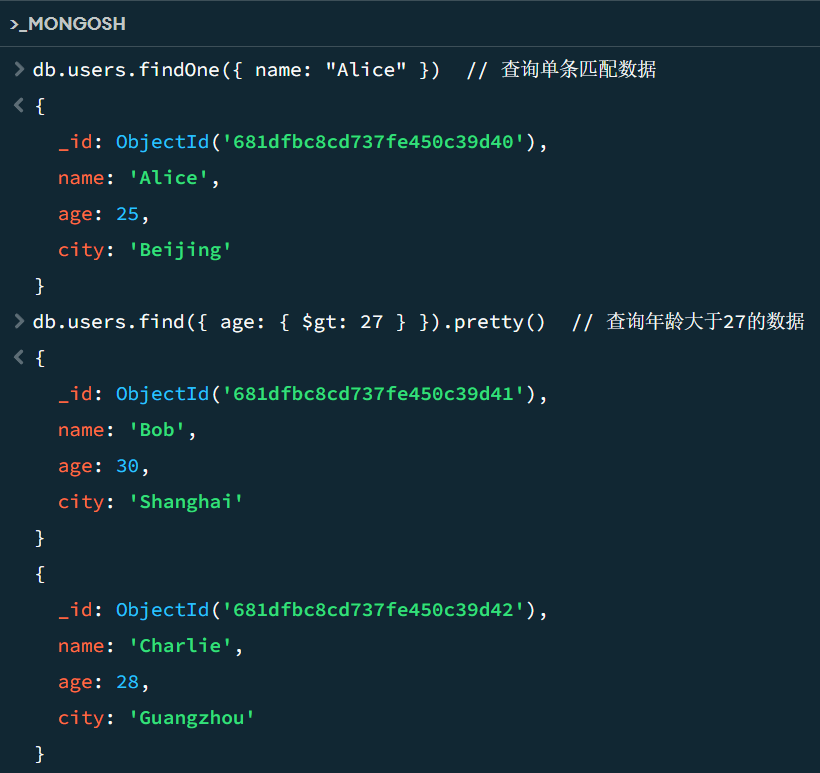 >_MONGOSH
> db.users.findOne({ name: "Alice" })  // 查询单条匹配数据
< {
_id: ObjectId('681dfbc8cd737fe450c39d40'),
name: 'Alice',
age: 25,
city: 'Beijing'
}
> db.users.find({ age: { $gt: 27 } }).pretty()  // 查询年龄大于27的数据
< {
_id: ObjectId('681dfbc8cd737fe450c39d41'),
name: 'Bob',
age: 30,
city: 'Shanghai'
}
{
_id: ObjectId('681dfbc8cd737fe450c39d42'),
name: 'Charlie',
age: 28,
city: 'Guangzhou'
}